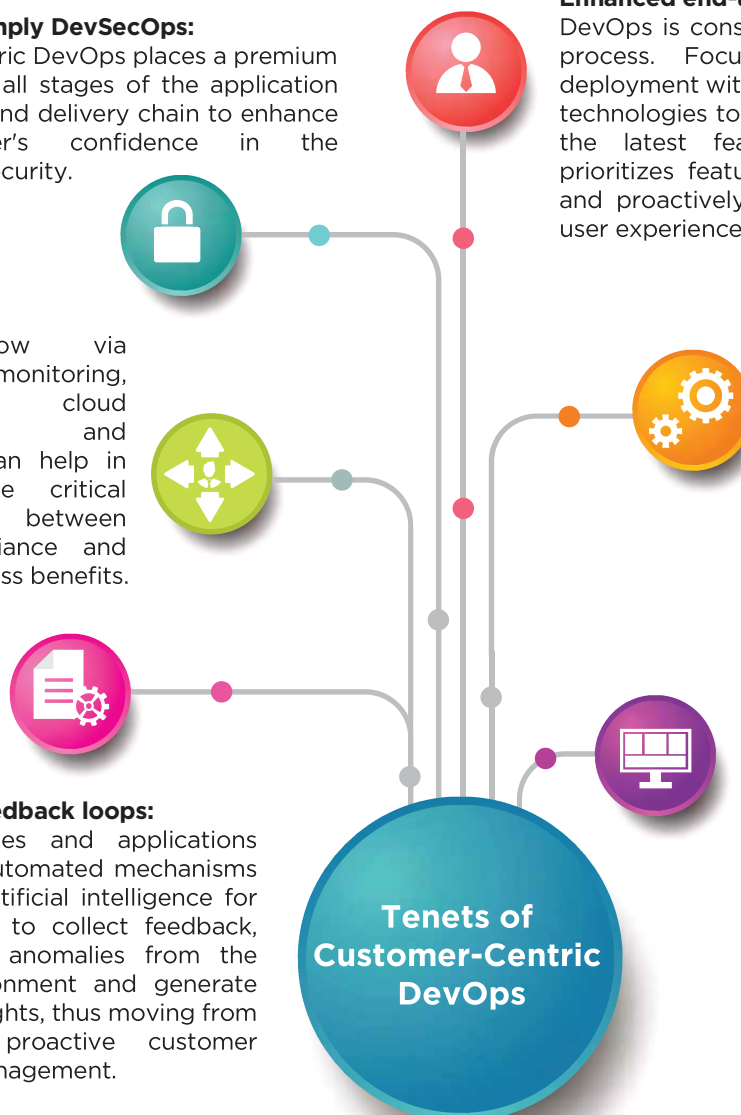 mply DevSecOps:
ric DevOps places a premium
all stages of the application
nd delivery chain to enhance
er's confidence in the
curity.
DevOps is cons
process. Focu
deployment wit
technologies to
the latest fea
prioritizes featu
and proactively
user experience
ow via
monitoring,
cloud
and
an help in
e critical
between
iance and
ss benefits.
edback loops:
es and applications
utomated mechanisms
tificial intelligence for
to collect feedback,
anomalies from the
onment and generate
ghts, thus moving from
proactive customer
nagement.
Tenets of
Customer-Centric
DevOps